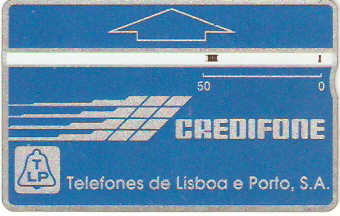 50 0
CREDIFONE
T
LP
Telefones de Lisboa e Porto, S.A.